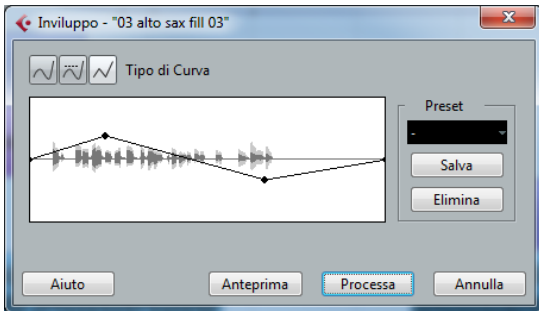 Inviluppo - "03 alto sax fill 03"
Tipo di Curva
Preset
-
Salva
Elimina
Aiuto Anteprima Processa Annulla